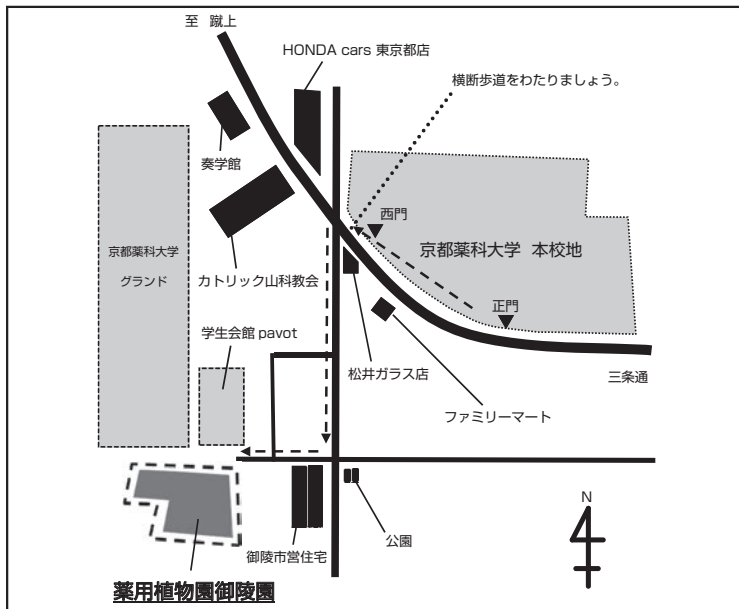 至 蹴上
HONDA cars 東京都店
横断歩道をわたりましょう。
奏学館
西門
京都薬科大学 本校地
京都薬科大学
グランド
カトリック山科教会
正門
学生会館 pavot
松井ガラス店
三条通
ファミリーマート
N
公園
御陵市営住宅
薬用植物園御陵園